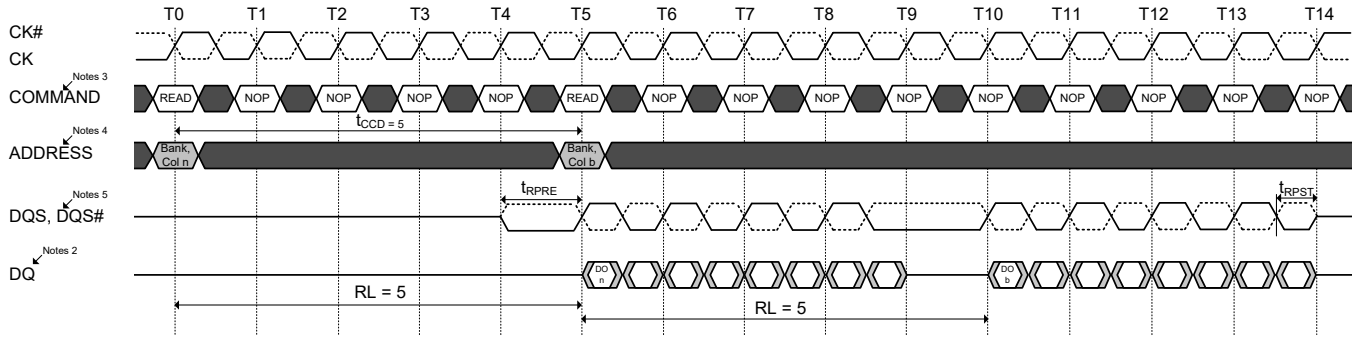 T0 T1 T2 T3 T4 T5 T6 T7 T8 T9 T10 T11 T12 T13 T14
CK#
CK
Notes 3
COMMAND READ NOP NOP NOP NOP READ NOP NOP NOP NOP NOP NOP NOP NOP NOP
tCCD = 5
Notes 4
ADDRESS Bank, Col n Bank, Col b
tRPRE tRPST
Notes 5
DQS, DQS#
Notes 2
DQ DO n DO b
RL = 5
RL = 5